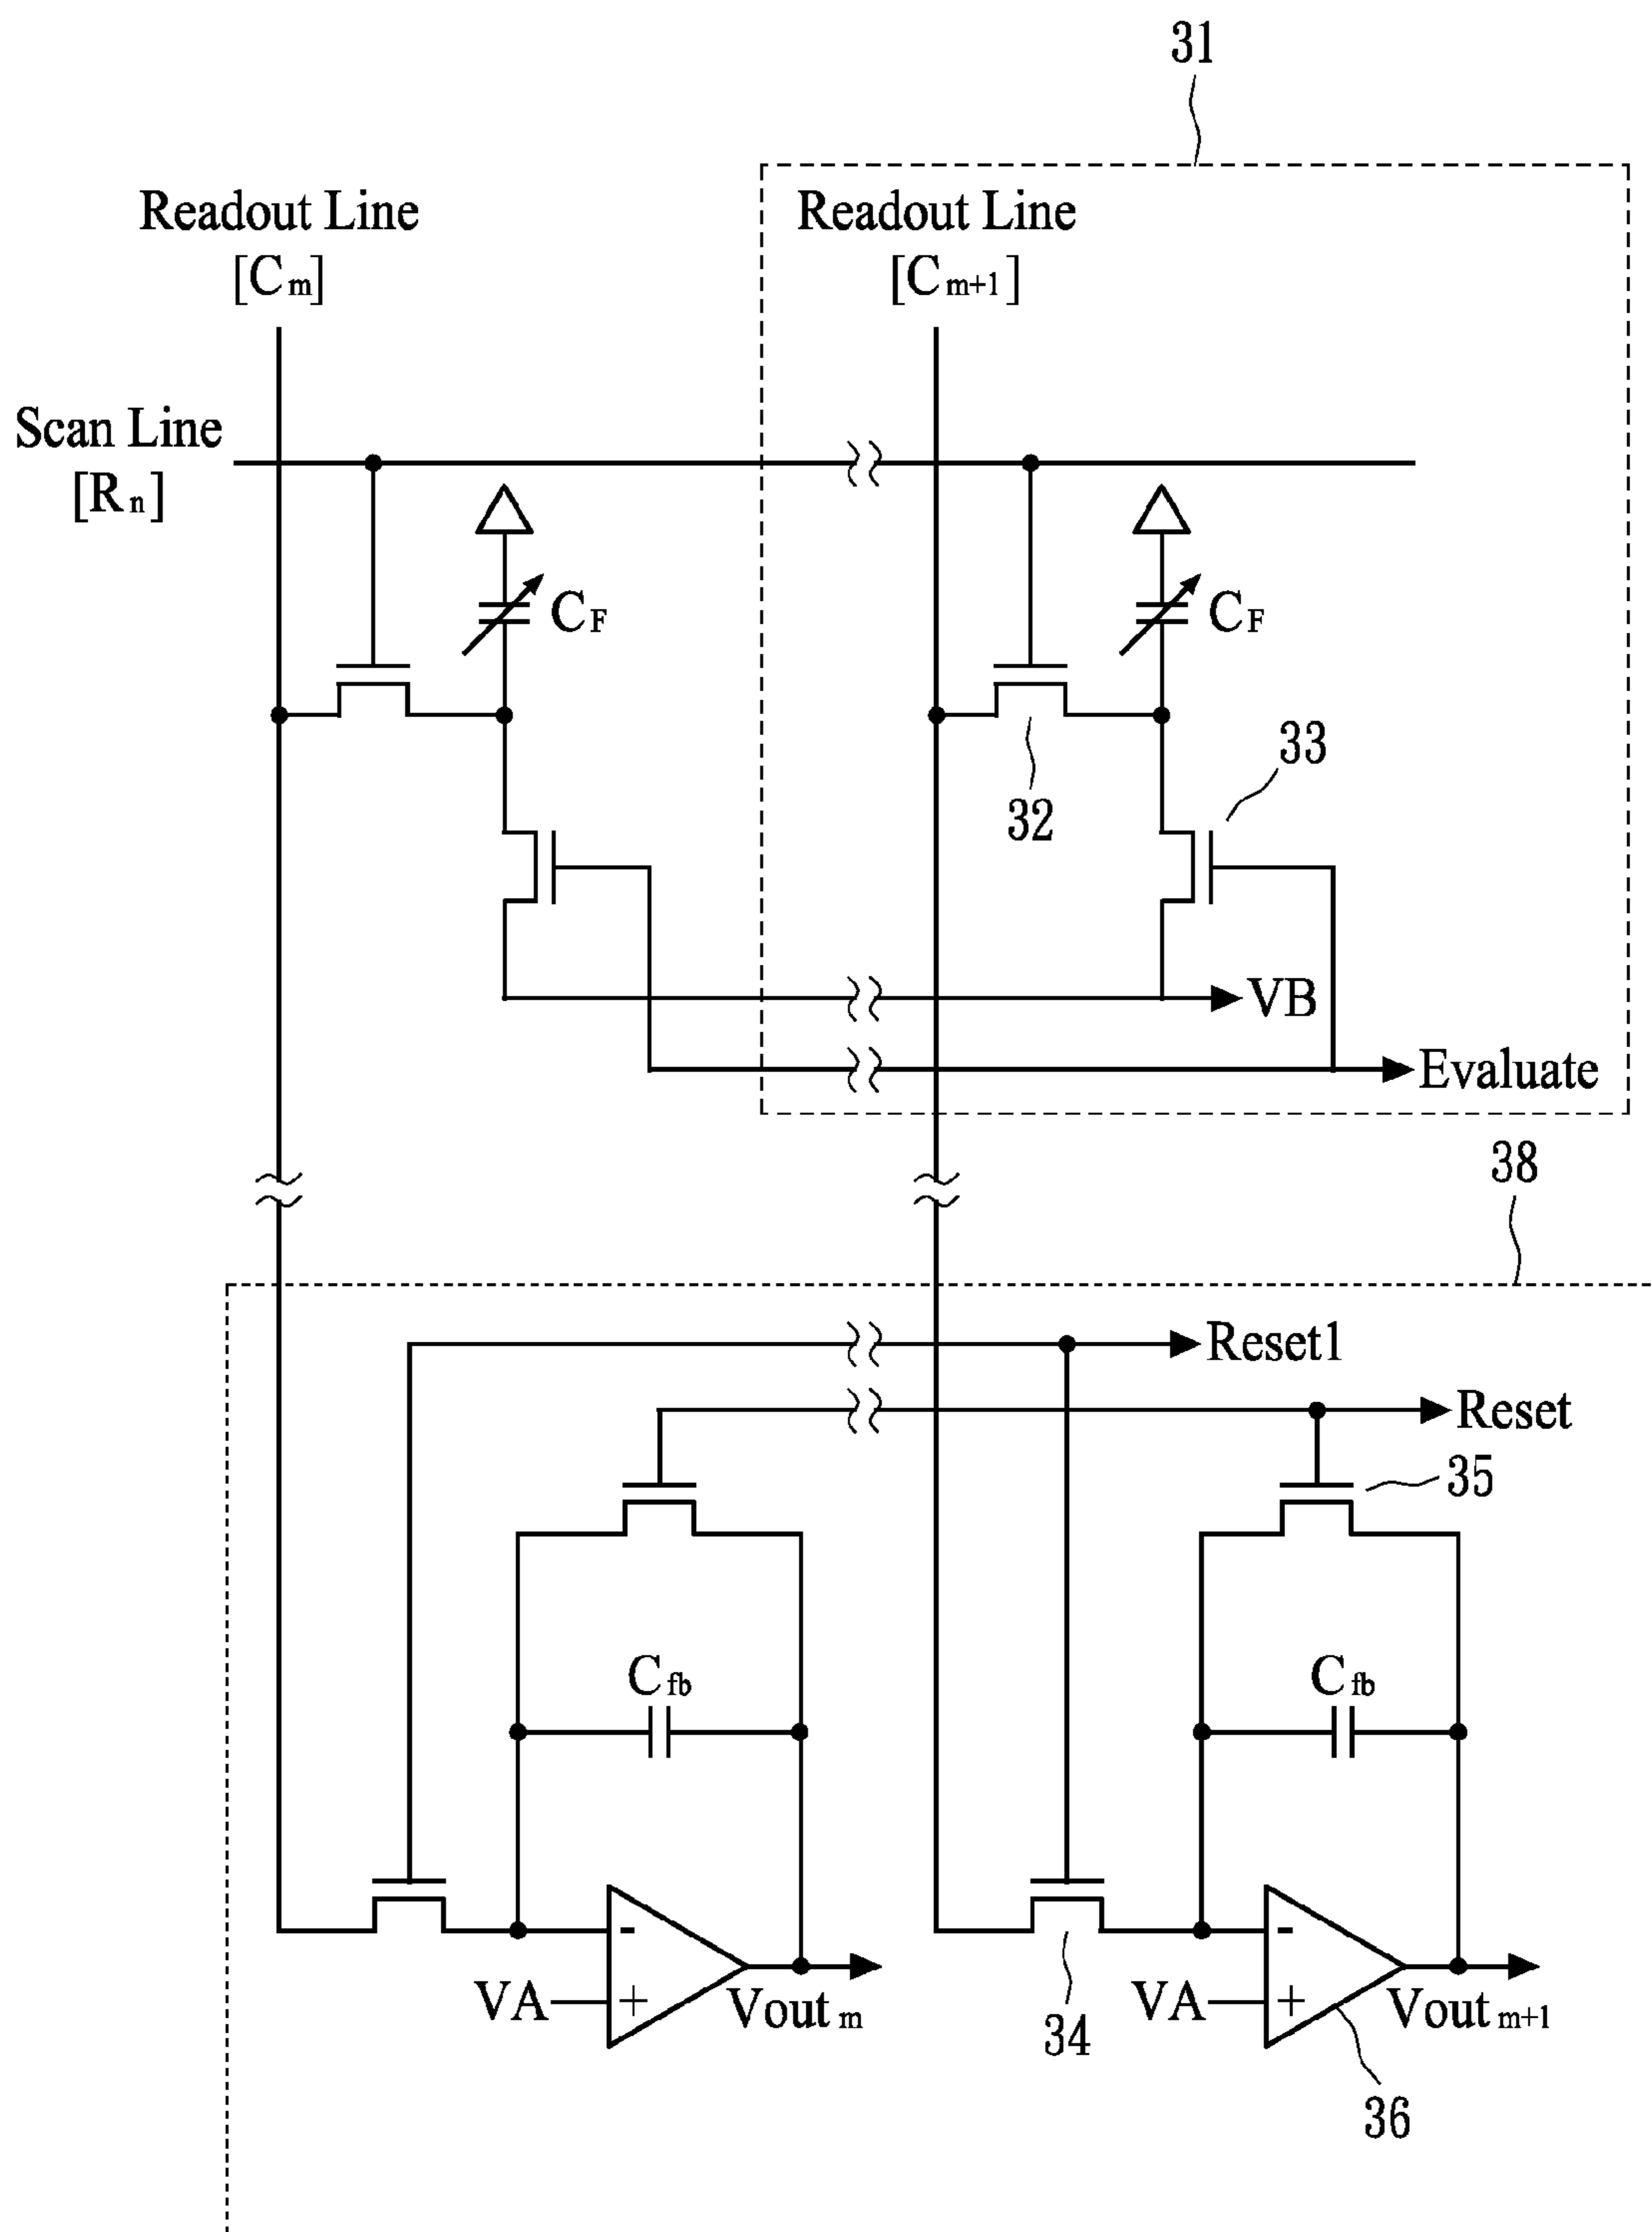 31
Readout Line
[Cm]
Readout Line
[Cm+1]
Scan Line
[Rn]
CF
CF
33
32
VB
Evaluate
38
Reset1
Reset
35
Cfb
Cfb
-
-
VA
+
Voutm
VA
+
Voutm+1
34
36